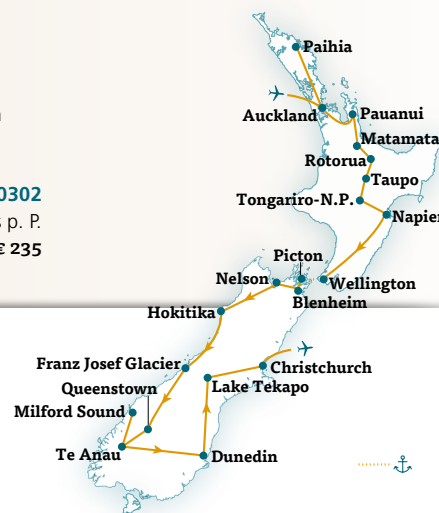 0302
p. P.
€ 235
Paihia
Auckland
Pauanui
Matamata
Rotorua
Taupo
Tongariro-N.P.
Napier
Picton
Nelson
Wellington
Blenheim
Hokitika
Franz Josef Glacier
Christchurch
Queenstown
Lake Tekapo
Milford Sound
Te Anau
Dunedin